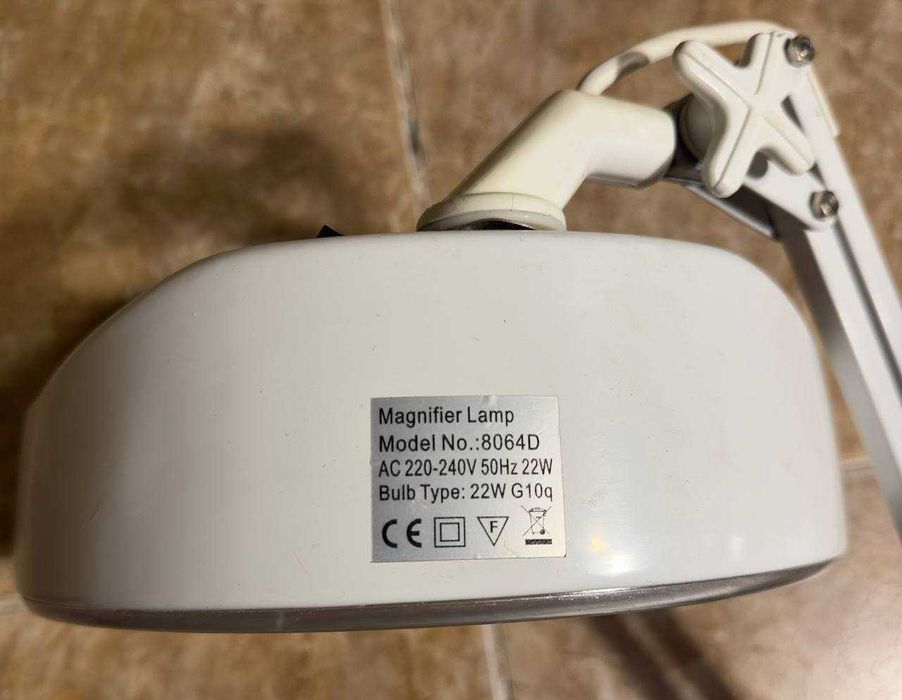 Magnifier Lamp
Model No.:8064D
AC 220-240V 50Hz 22W
Bulb Type: 22W G10q
CE F